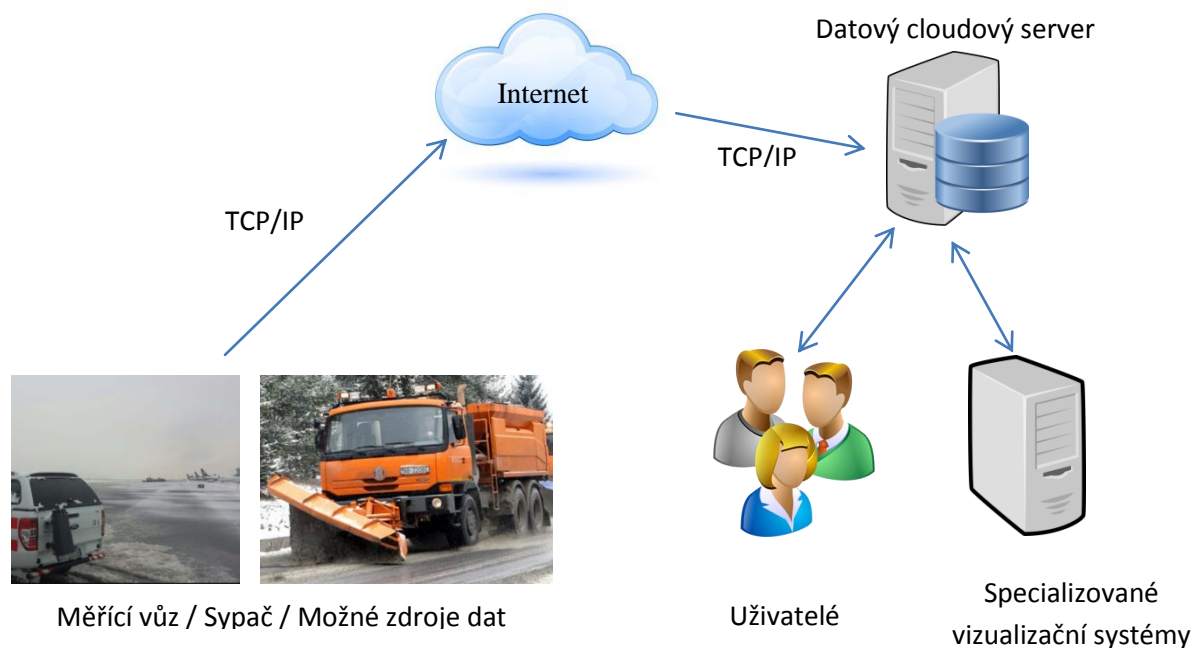 Datový cloudový server
Internet
TCP/IP
TCP/IP
Měřící vůz / Sypač / Možné zdroje dat
Uživatelé
Specializované
vizualizační systémy